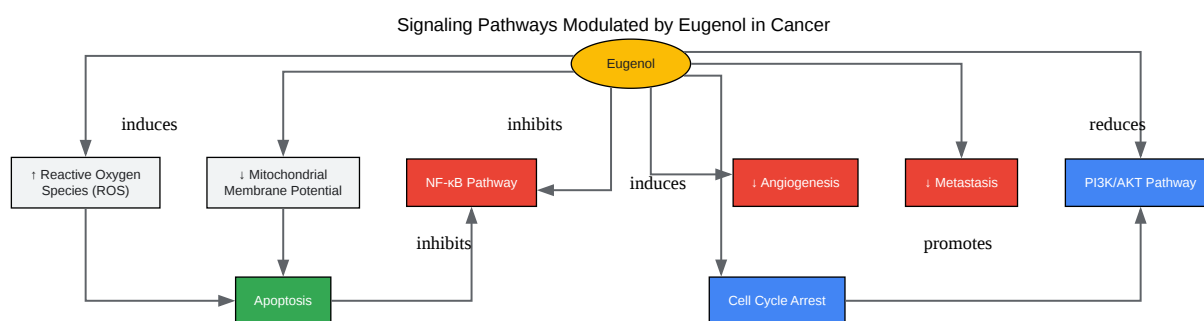 Signaling Pathways Modulated by Eugenol in Cancer
Eugenol
induces
inhibits
reduces
↑ Reactive Oxygen
Species (ROS)
↓ Mitochondrial
Membrane Potential
NF-κB Pathway
induces
↓ Angiogenesis
↓ Metastasis
PI3K/AKT Pathway
inhibits
promotes
Apoptosis
Cell Cycle Arrest